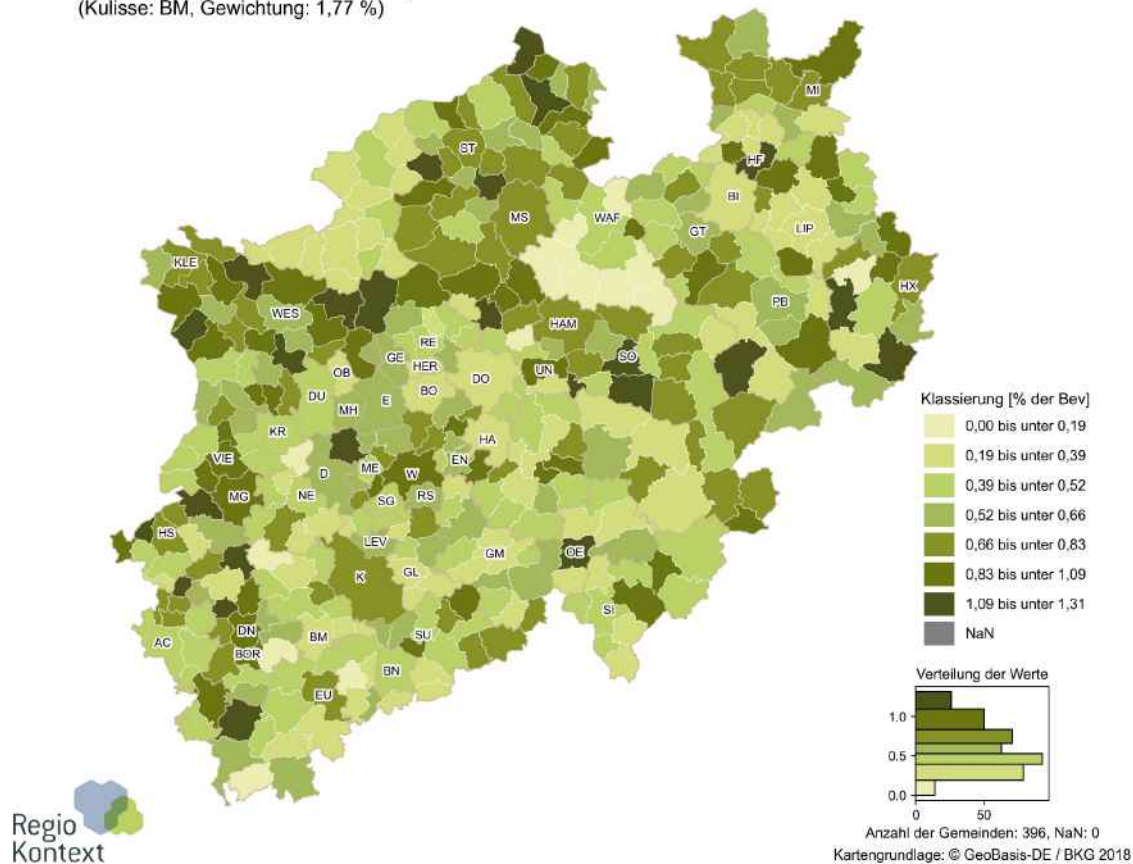 (Kulisse: BM, Gewichtung: 1,77 %)
MI
ST
HF
BI
MS
WAF
GT
LIP
KLE
HX
PB
WES
HAM
RE
GE
SO
HER
OB
UN
DO
BO
DU
E
MH
KR
HA
VIE
EN
ME
D
W
MG
NE
SG
RS
HS
LEV
OE
GM
GL
K
SI
DN
SU
BM
AC
BOR
BN
EU
Klassierung [% der Bev]
0,00 bis unter 0,19
0,19 bis unter 0,39
0,39 bis unter 0,52
0,52 bis unter 0,66
0,66 bis unter 0,83
0,83 bis unter 1,09
1,09 bis unter 1,31
NaN
Verteilung der Werte
1.0
0.5
0.0
0 50
Anzahl der Gemeinden: 396, NaN: 0
Kartengrundlage: © GeoBasis-DE / BKG 2018
Regio
Kontext